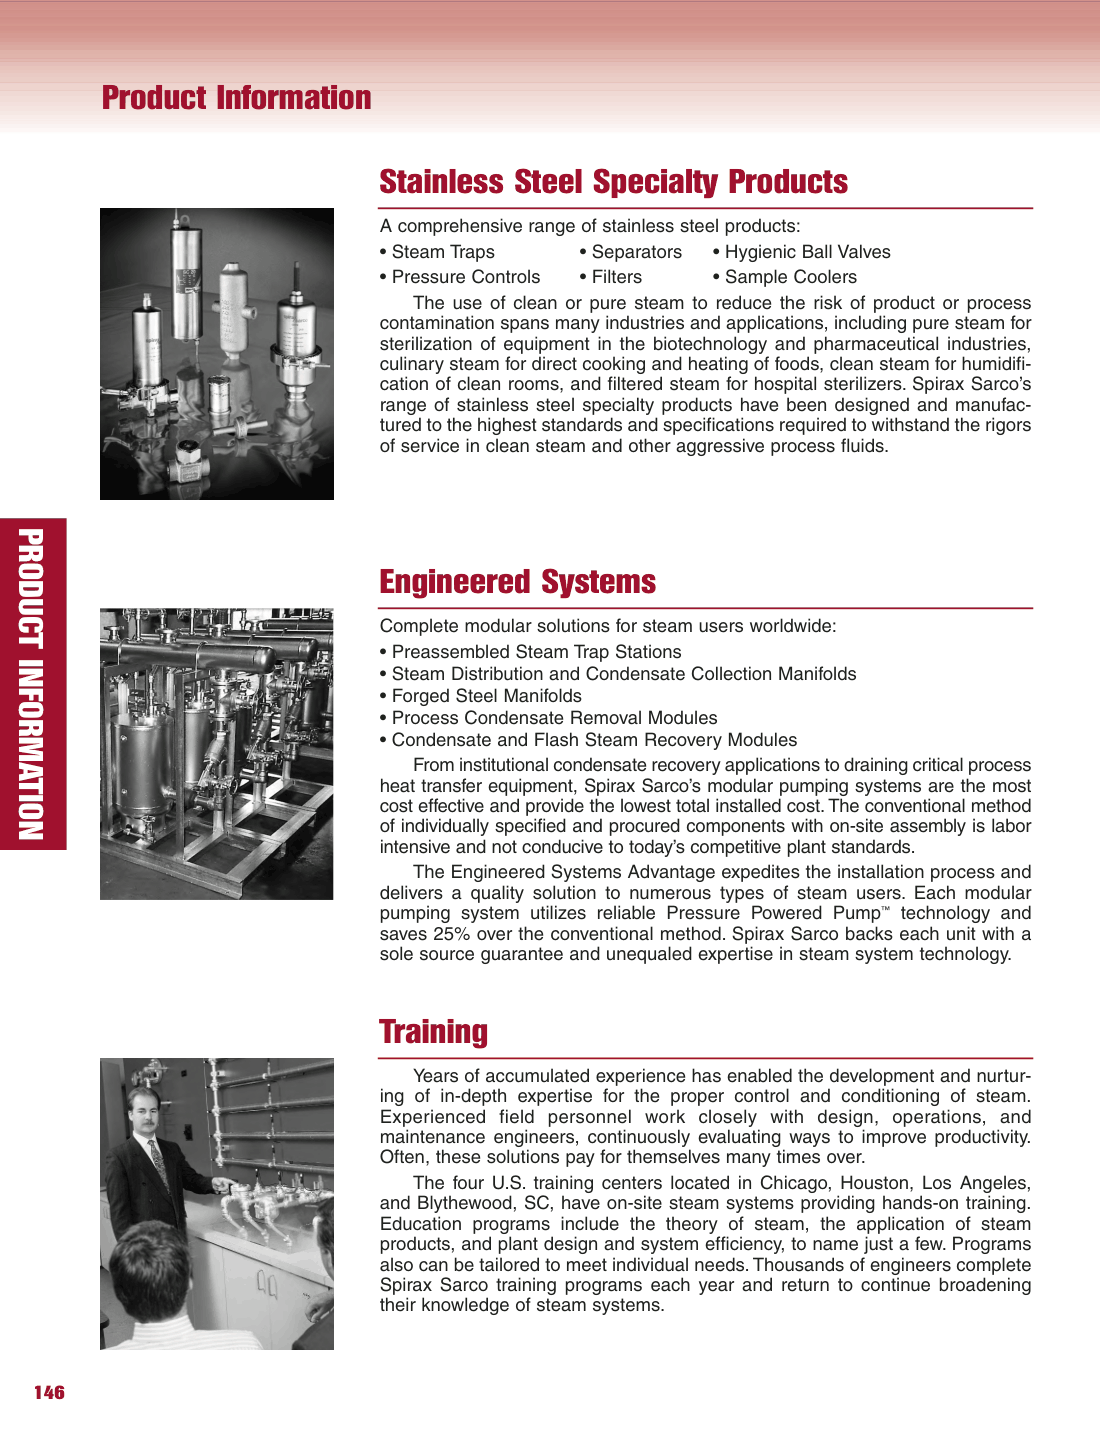 Product Information
Stainless Steel Specialty Products
A comprehensive range of stainless steel products:
• Steam Traps • Separators • Hygienic Ball Valves
• Pressure Controls • Filters • Sample Coolers
The use of clean or pure steam to reduce the risk of product or process
contamination spans many industries and applications, including pure steam for
sterilization of equipment in the biotechnology and pharmaceutical industries,
culinary steam for direct cooking and heating of foods, clean steam for humidifi-
cation of clean rooms, and filtered steam for hospital sterilizers. Spirax Sarco’s
range of stainless steel specialty products have been designed and manufac-
tured to the highest standards and specifications required to withstand the rigors
of service in clean steam and other aggressive process fluids.
PRODUCT INFORMATION
Engineered Systems
Complete modular solutions for steam users worldwide:
• Preassembled Steam Trap Stations
• Steam Distribution and Condensate Collection Manifolds
• Forged Steel Manifolds
• Process Condensate Removal Modules
• Condensate and Flash Steam Recovery Modules
From institutional condensate recovery applications to draining critical process
heat transfer equipment, Spirax Sarco’s modular pumping systems are the most
cost effective and provide the lowest total installed cost. The conventional method
of individually specified and procured components with on-site assembly is labor
intensive and not conducive to today’s competitive plant standards.
The Engineered Systems Advantage expedites the installation process and
delivers a quality solution to numerous types of steam users. Each modular
pumping system utilizes reliable Pressure Powered Pump™ technology and
saves 25% over the conventional method. Spirax Sarco backs each unit with a
sole source guarantee and unequaled expertise in steam system technology.
Training
Years of accumulated experience has enabled the development and nurtur-
ing of in-depth expertise for the proper control and conditioning of steam.
Experienced field personnel work closely with design, operations, and
maintenance engineers, continuously evaluating ways to improve productivity.
Often, these solutions pay for themselves many times over.
The four U.S. training centers located in Chicago, Houston, Los Angeles,
and Blythewood, SC, have on-site steam systems providing hands-on training.
Education programs include the theory of steam, the application of steam
products, and plant design and system efficiency, to name just a few. Programs
also can be tailored to meet individual needs. Thousands of engineers complete
Spirax Sarco training programs each year and return to continue broadening
their knowledge of steam systems.
146